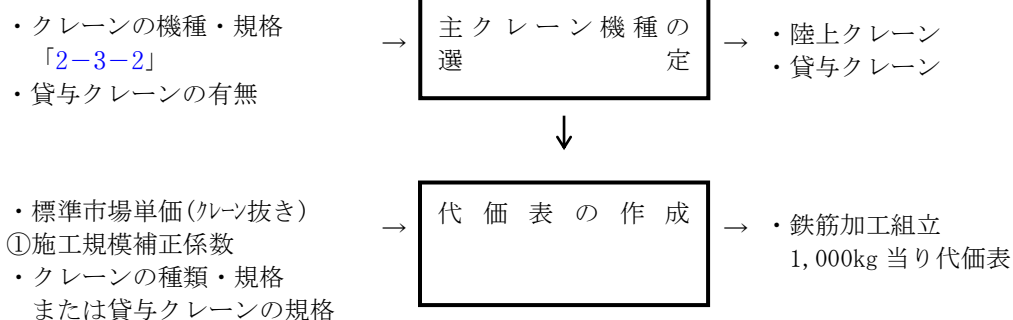 ・クレーンの機種・規格
「2－3－2」
・貸与クレーンの有無
→
主クレーン機種の
選定
→
・陸上クレーン
・貸与クレーン
↓
・標準市場単価(ｸﾚｰﾝ抜き)
①施工規模補正係数
・クレーンの種類・規格
または貸与クレーンの規格
→
代価表の作成
→
・鉄筋加工組立
1,000kg 当り代価表